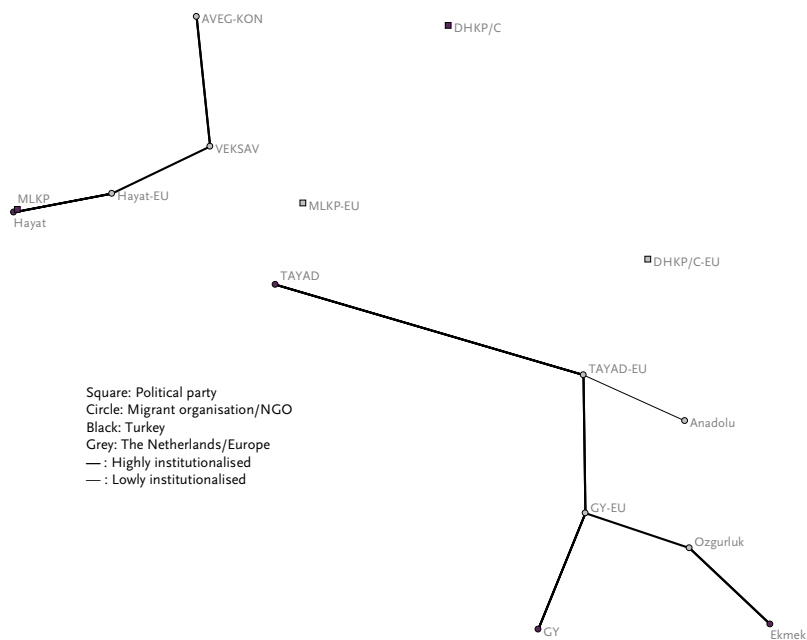 AVEG-KON
DHKP/C
VEKSAV
MLKP
Hayat-EU
Hayat
MLKP-EU
DHKP/C-EU
TAYAD
TAYAD-EU
Square: Political party
Circle: Migrant organisation/NGO
Black: Turkey
Grey: The Netherlands/Europe
— : Highly institutionalised
— : Lowly institutionalised
Anadolu
GY-EU
Ozgurluk
GY
Ekmek